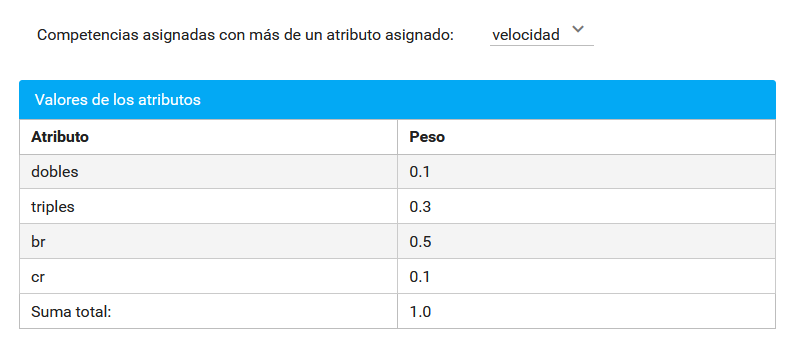 Competencias asignadas con más de un atributo asignado: velocidad
Valores de los atributos
Atributo Peso
dobles 0.1
triples 0.3
br 0.5
cr 0.1
Suma total: 1.0